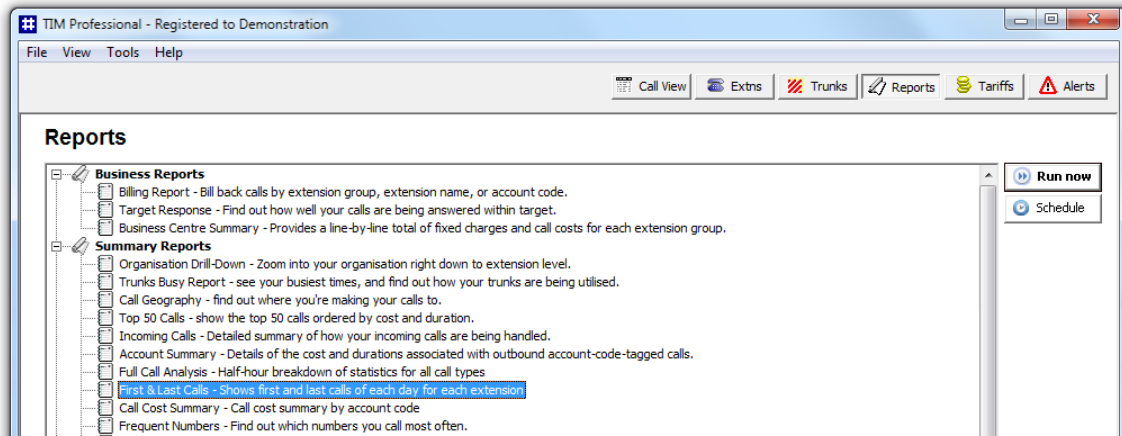 TIM Professional - Registered to Demonstration
File View Tools Help
Call View Extns Trunks Reports Tariffs Alerts
Reports
Business Reports
Billing Report - Bill back calls by extension group, extension name, or account code.
Target Response - Find out how well your calls are being answered within target.
Business Centre Summary - Provides a line-by-line total of fixed charges and call costs for each extension group.
Summary Reports
Organisation Drill-Down - Zoom into your organisation right down to extension level.
Trunks Busy Report - see your busiest times, and find out how your trunks are being utilised.
Call Geography - find out where you're making your calls to.
Top 50 Calls - show the top 50 calls ordered by cost and duration.
Incoming Calls - Detailed summary of how your incoming calls are being handled.
Account Summary - Details of the cost and durations associated with outbound account-code-tagged calls.
Full Call Analysis - Half-hour breakdown of statistics for all call types
First & Last Calls - Shows first and last calls of each day for each extension
Call Cost Summary - Call cost summary by account code
Frequent Numbers - Find out which numbers you call most often.
Run now
Schedule